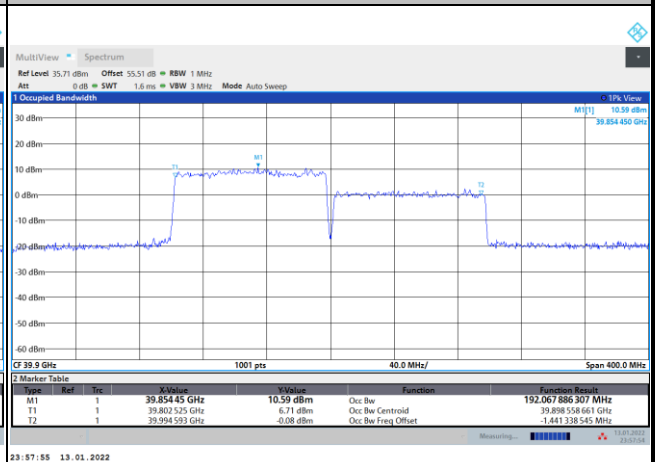 MultiView Spectrum
Ref Level 35.71 dBm Offset 55.51 dB RBW 1 MHz
Att 0 dB SWT 1.6 ms VBW 3 MHz Mode Auto Sweep
1 Occupied Bandwidth 1Pk View
M1[1] 10.59 dBm
39.854 450 GHz
30 dBm
20 dBm
M1
T1
10 dBm
T2
0 dBm
-10 dBm
-20 dBm
-30 dBm
-40 dBm
-50 dBm
-60 dBm
CF 39.9 GHz 1001 pts 40.0 MHz/ Span 400.0 MHz
2 Marker Table
Type Ref Trc X-Value Y-Value Function Function Result
M1 1 39.854 45 GHz 10.59 dBm Occ Bw 192.067 886 307 MHz
T1 1 39.802 525 GHz 6.71 dBm Occ Bw Centroid 39.898 558 661 GHz
T2 1 39.994 593 GHz -0.08 dBm Occ Bw Freq Offset -1.441 338 545 MHz
Measuring... 13.01.2022
23:57:54
23:57:55 13.01.2022